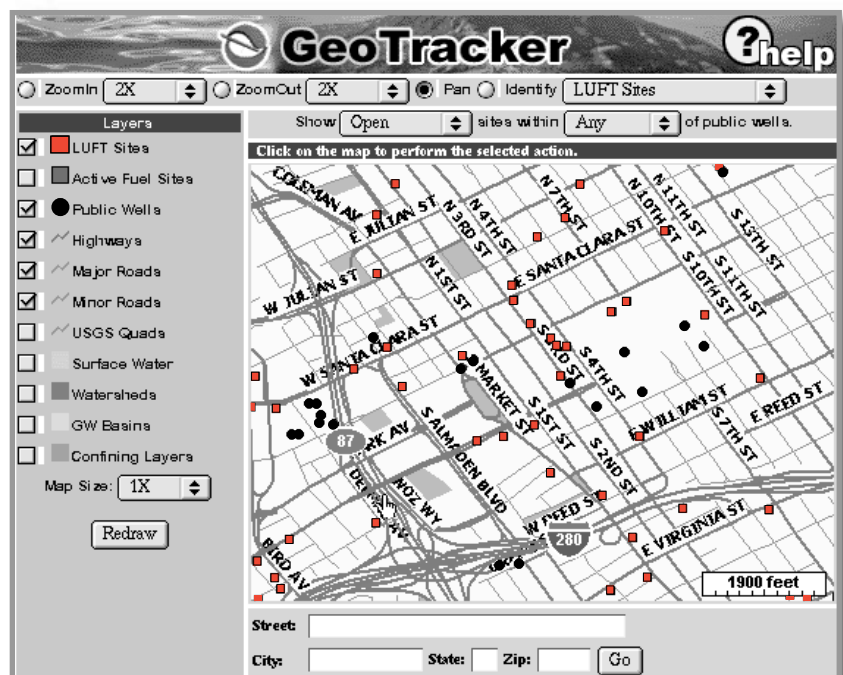 GeoTracker
?help
ZoomIn 2X ZoomOut 2X Pan Identify LUFT Sites
Layers
LUFT Sites
Active Fuel Sites
Public Wells
Highways
Major Roads
Minor Roads
USGS Quads
Surface Water
Watersheds
GW Basins
Confining Layers
Map Size: 1X
Redraw
Show Open sites within Any of public wells.
Click on the map to perform the selected action.
COLEMAN AV
E JULIAN ST
N 3RD ST
N 4TH ST
N 7TH ST
N 10TH ST
N 11TH ST
S 13TH ST
W JULIAN ST
N 1ST ST
E SANTA CLARA ST
S 10TH ST
S 11TH ST
W SANTA CLARA ST
S 3RD ST
S 4TH ST
MARKET ST
S 1ST ST
E WILLIAM ST
E REED ST
S 7TH ST
87
S ALMADEN BLVD
S 2ND ST
NOZ WY
W REED ST
280
E VIRGINIA ST
BIRD AV
1900 feet
Street:
City: State: Zip: Go